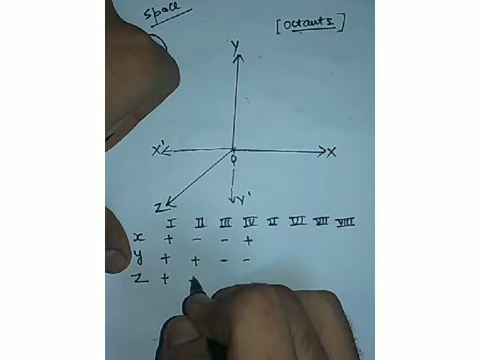 Space
[Octants]
Y
X' X
O
Z Y'
I II III IV V VI VII VIII
x + - - +
y + + - -
z +